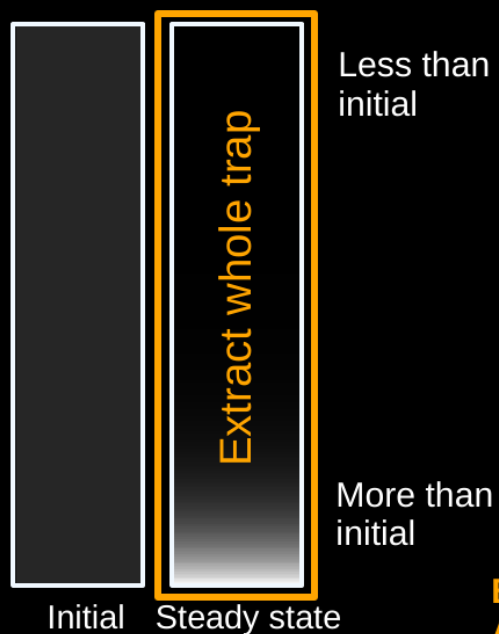 Less than
initial
Extract whole trap
More than
initial
Initial
Steady state